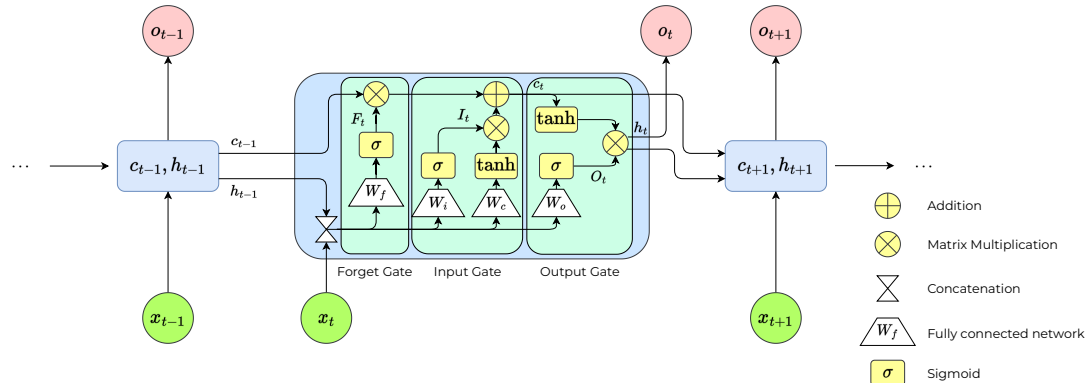 o_{t−1}
o_t
o_{t+1}
c_t
F_t
I_t
tanh
h_t
c_{t−1}
σ
...
c_{t−1}, h_{t−1}
σ
tanh
σ
O_t
c_{t+1}, h_{t+1}
...
h_{t−1}
W_f
W_i
W_c
W_o
Addition
Matrix Multiplication
Forget Gate
Input Gate
Output Gate
Concatenation
x_{t−1}
x_t
x_{t+1}
W_f
Fully connected network
σ
Sigmoid